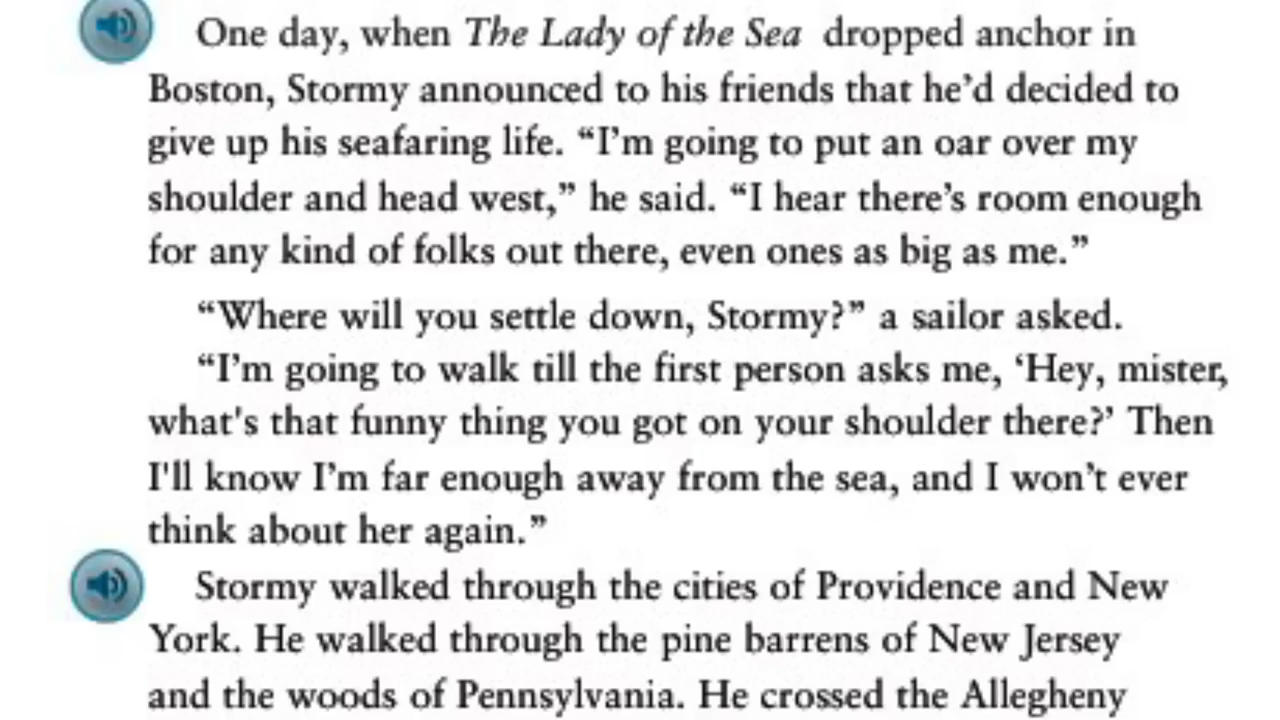 One day, when The Lady of the Sea dropped anchor in
Boston, Stormy announced to his friends that he’d decided to
give up his seafaring life. “I’m going to put an oar over my
shoulder and head west,” he said. “I hear there’s room enough
for any kind of folks out there, even ones as big as me.”
“Where will you settle down, Stormy?” a sailor asked.
“I’m going to walk till the first person asks me, ‘Hey, mister,
what's that funny thing you got on your shoulder there?’ Then
I'll know I’m far enough away from the sea, and I won’t ever
think about her again.”
Stormy walked through the cities of Providence and New
York. He walked through the pine barrens of New Jersey
and the woods of Pennsylvania. He crossed the Allegheny